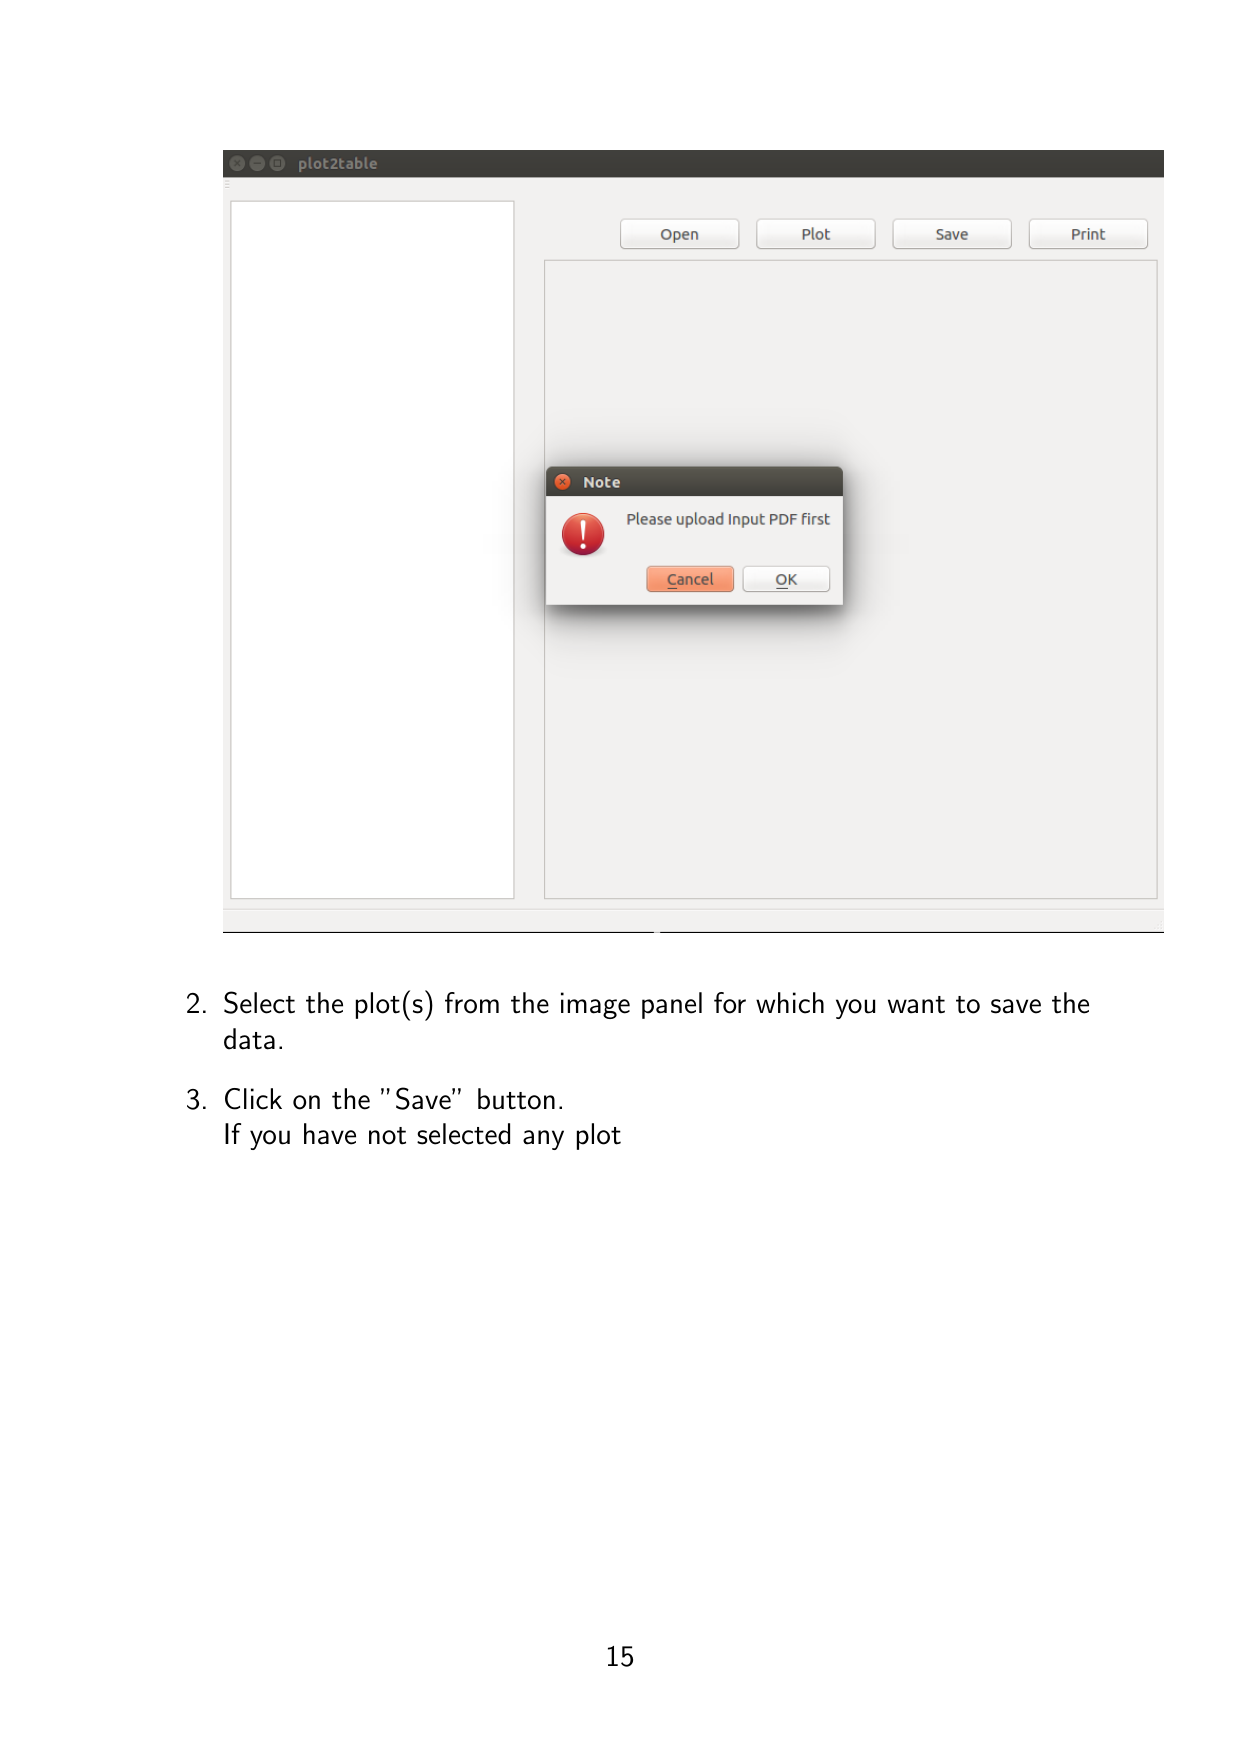 plot2table
Open
Plot
Save
Print
Note
Please upload Input PDF first
Cancel
OK
2. Select the plot(s) from the image panel for which you want to save the
data.
3. Click on the ”Save” button.
If you have not selected any plot
15